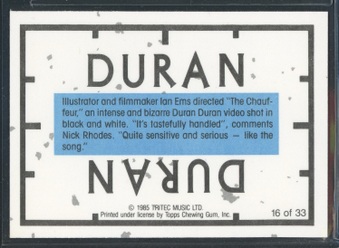 DURAN
Illustrator and filmmaker Ian Ems directed "The Chauf-
feur," an intense and bizarre Duran Duran video shot in
black and white. "It's tastefully handled", comments
Nick Rhodes. "Quite sensitive and serious — like the
song."
DURAN
© 1985 TRITEC MUSIC LTD.
Printed under license by Topps Chewing Gum, Inc.
16 of 33